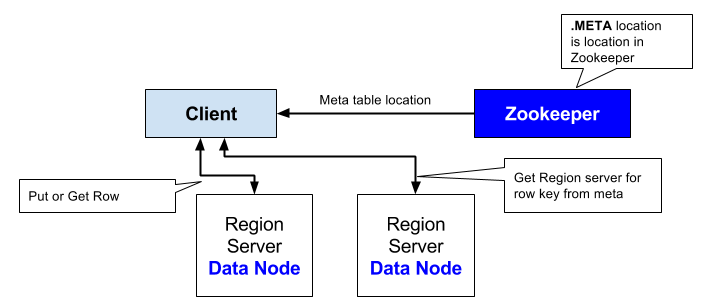 .META location
is location in
Zookeeper
Client
Meta table location
Zookeeper
Put or Get Row
Get Region server for
row key from meta
Region
Server
Data Node
Region
Server
Data Node